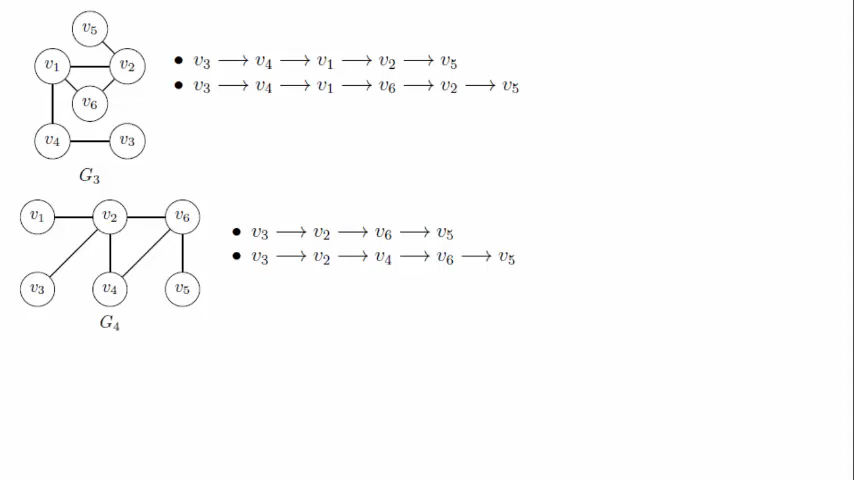 v5
v1 v2
v3 → v4 → v1 → v2 → v5
v3 → v4 → v1 → v6 → v2 → v5
v6
v4 v3
G3
v1 v2 v6
v3 → v2 → v6 → v5
v3 → v2 → v4 → v6 → v5
v3 v4 v5
G4